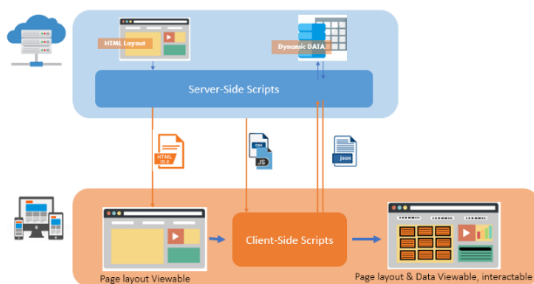 HTML Layout
Dynamic DATA
Server-Side Scripts
HTML
JS
json
Client-Side Scripts
Page layout Viewable
Page layout & Data Viewable, interactable